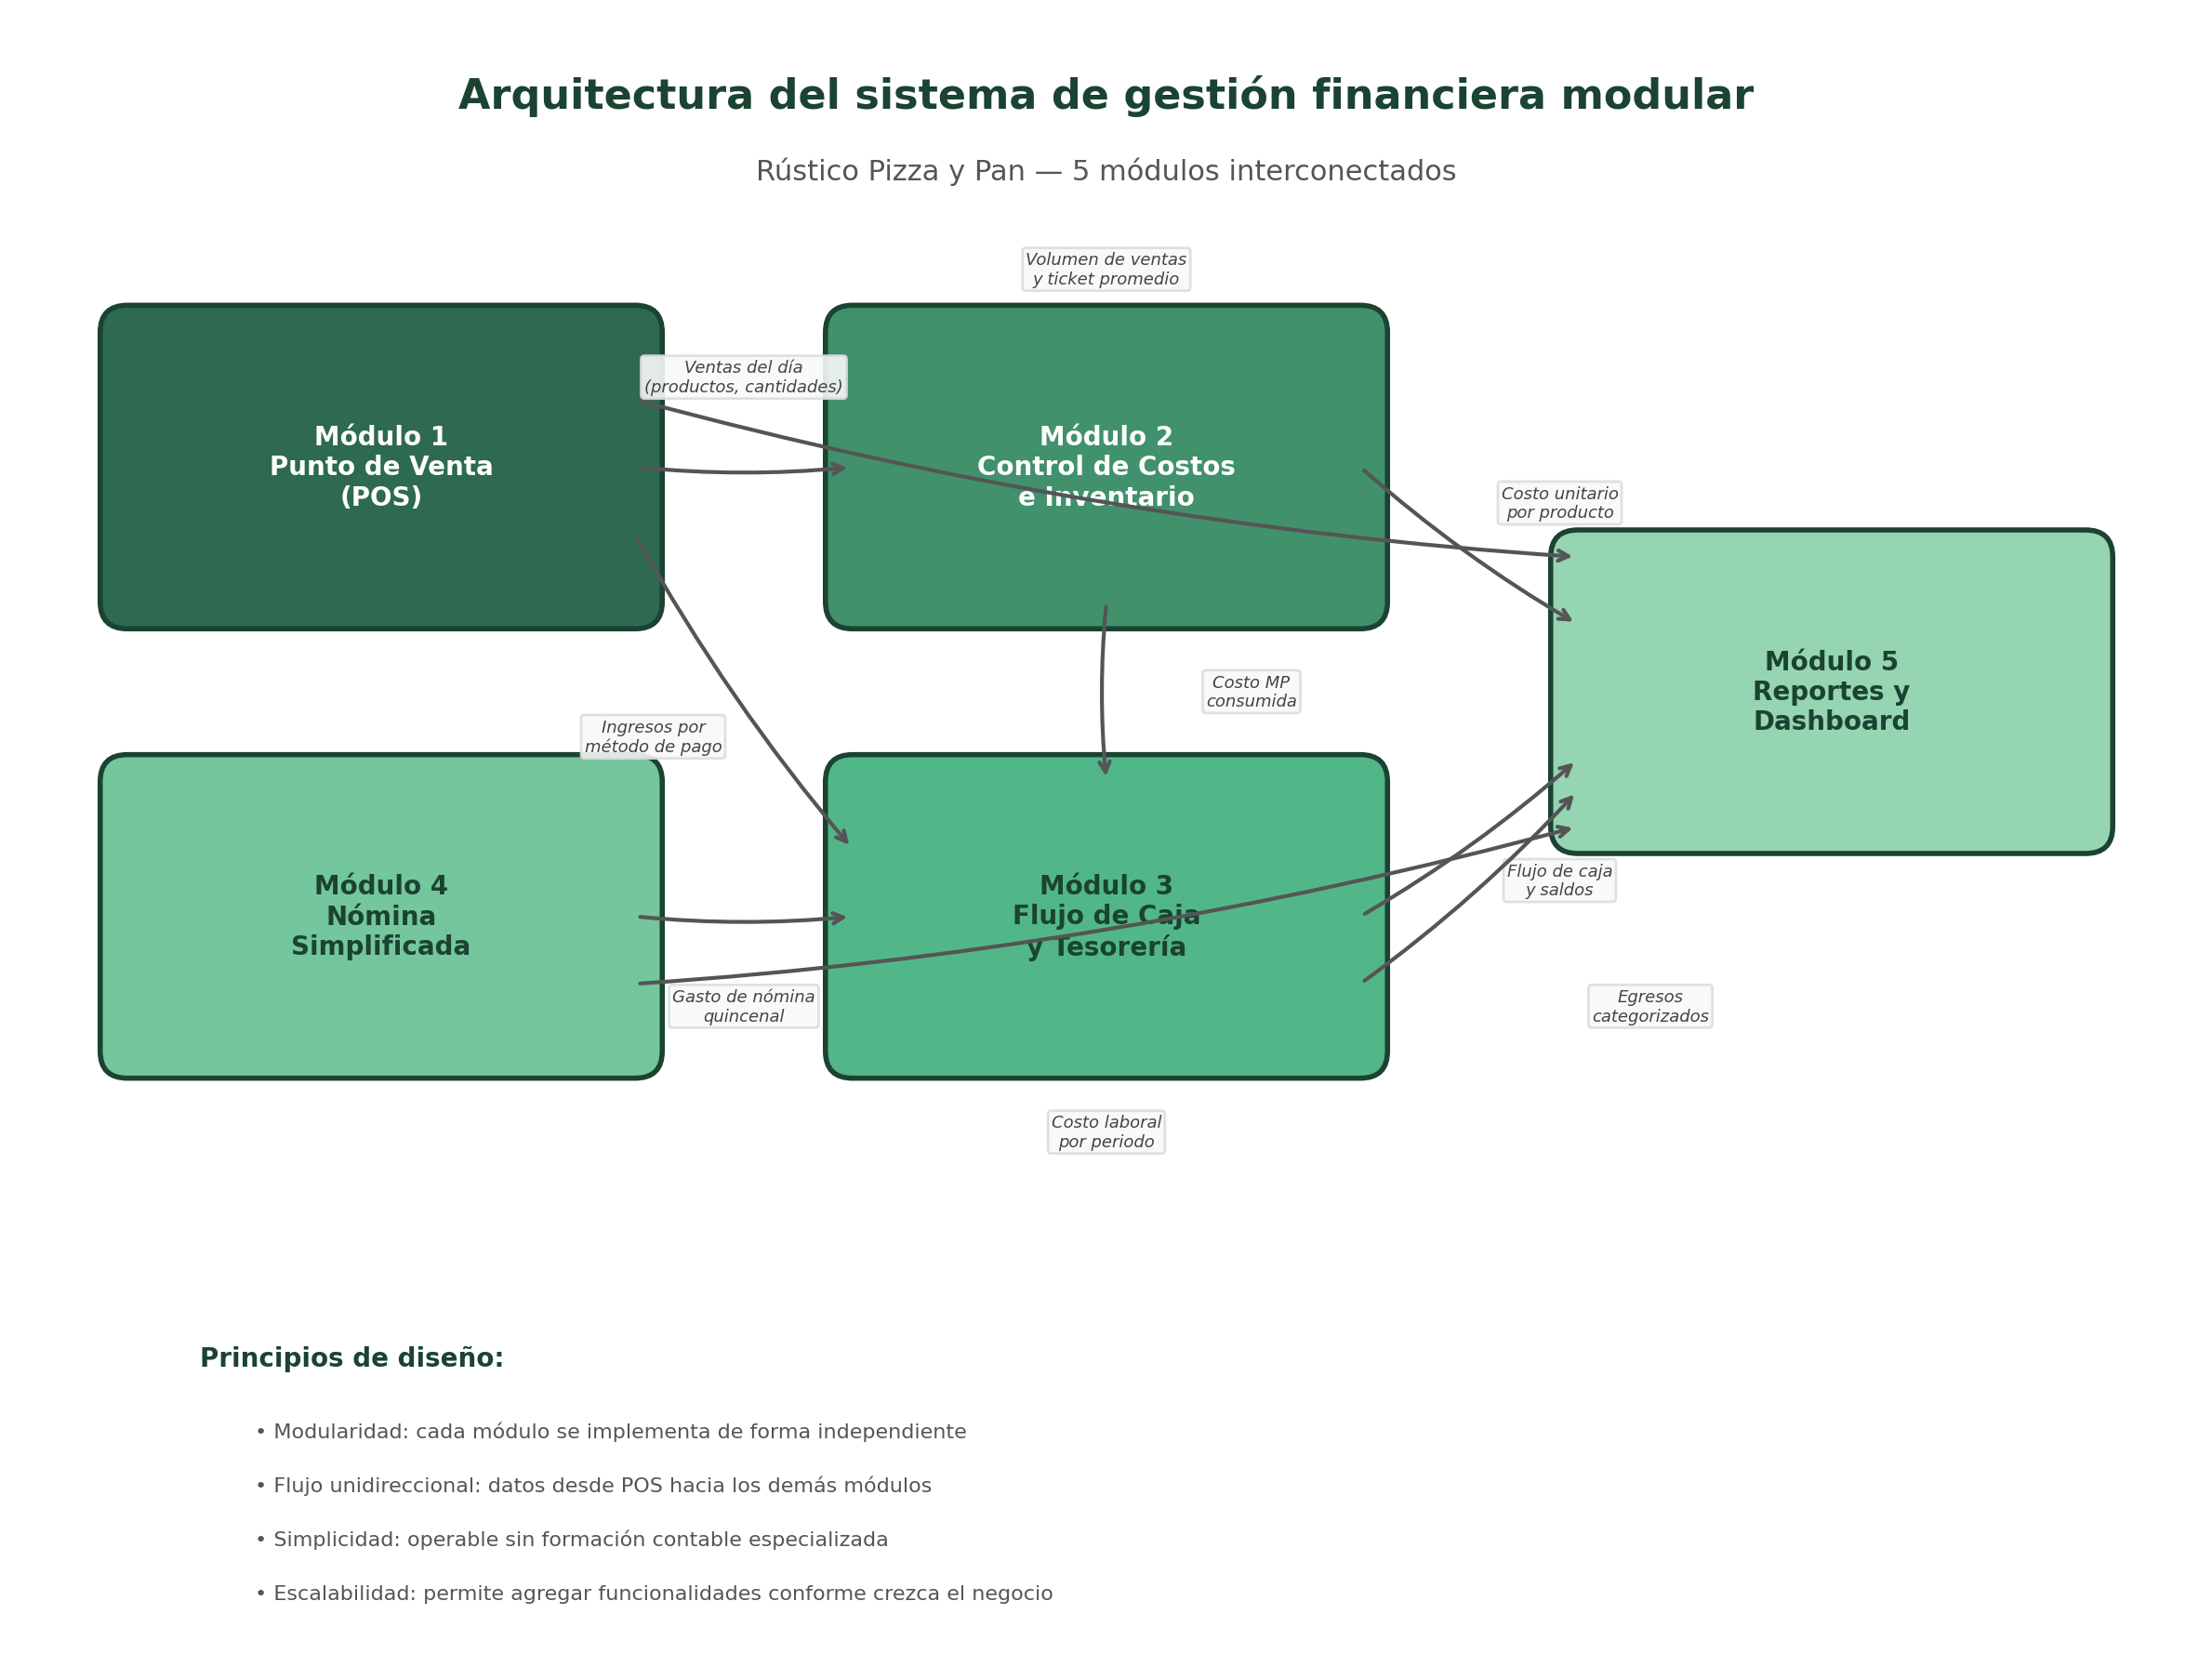 Arquitectura del sistema de gestión financiera modular
Rústico Pizza y Pan — 5 módulos interconectados
Volumen de ventas
y ticket promedio
Ventas del día
(productos, cantidades)
Módulo 1
Punto de Venta
(POS)
Módulo 2
Control de Costos
e Inventario
Costo unitario
por producto
Módulo 5
Reportes y
Dashboard
Costo MP
consumida
Ingresos por
método de pago
Módulo 4
Nómina
Simplificada
Módulo 3
Flujo de Caja
y Tesorería
Flujo de caja
y saldos
Gasto de nómina
quincenal
Egresos
categorizados
Costo laboral
por periodo
Principios de diseño:
• Modularidad: cada módulo se implementa de forma independiente
• Flujo unidireccional: datos desde POS hacia los demás módulos
• Simplicidad: operable sin formación contable especializada
• Escalabilidad: permite agregar funcionalidades conforme crezca el negocio